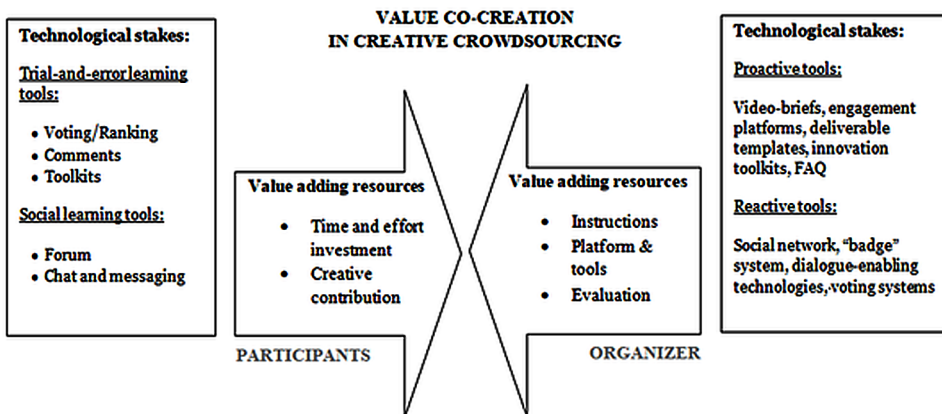 VALUE CO-CREATION
IN CREATIVE CROWDSOURCING
Technological stakes:
Trial-and-error learning
tools:
• Voting/Ranking
• Comments
• Toolkits
Social learning tools:
• Forum
• Chat and messaging
Value adding resources
• Time and effort
investment
• Creative
contribution
PARTICIPANTS
Value adding resources
• Instructions
• Platform &
tools
• Evaluation
ORGANIZER
Technological stakes:
Proactive tools:
Video-briefs, engagement
platforms, deliverable
templates, innovation
toolkits, FAQ
Reactive tools:
Social network, “badge”
system, dialogue-enabling
technologies, voting systems